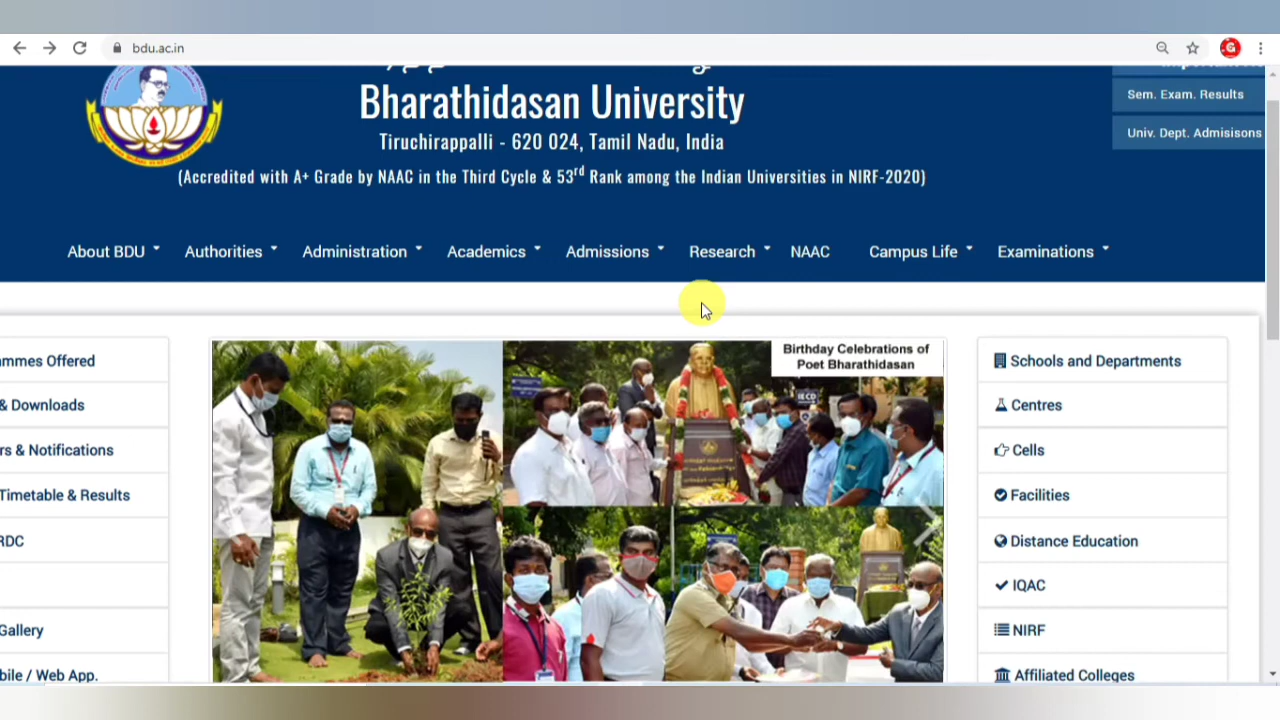 bdu.ac.in
Bharathidasan University
Tiruchirappalli - 620 024, Tamil Nadu, India
(Accredited with A+ Grade by NAAC in the Third Cycle & 53rd Rank among the Indian Universities in NIRF-2020)
Sem. Exam. Results
Univ. Dept. Admisisons
About BDU
Authorities
Administration
Academics
Admissions
Research
NAAC
Campus Life
Examinations
ammes Offered
& Downloads
rs & Notifications
Timetable & Results
RDC
Gallery
bile / Web App.
Birthday Celebrations of
Poet Bharathidasan
IECD
Schools and Departments
Centres
Cells
Facilities
Distance Education
IQAC
NIRF
Affiliated Colleges